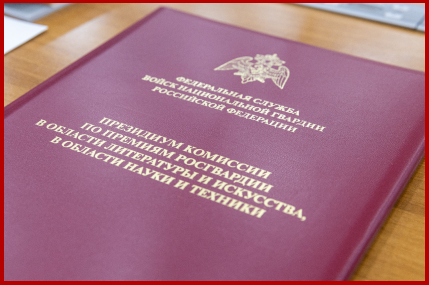 ФЕДЕРАЛЬНАЯ СЛУЖБА
ВОЙСК НАЦИОНАЛЬНОЙ ГВАРДИИ
РОССИЙСКОЙ ФЕДЕРАЦИИ
ПРЕЗИДИУМ КОМИССИИ
ПО ПРЕМИЯМ РОСГВАРДИИ
В ОБЛАСТИ ЛИТЕРАТУРЫ И ИСКУССТВА,
В ОБЛАСТИ НАУКИ И ТЕХНИКИ